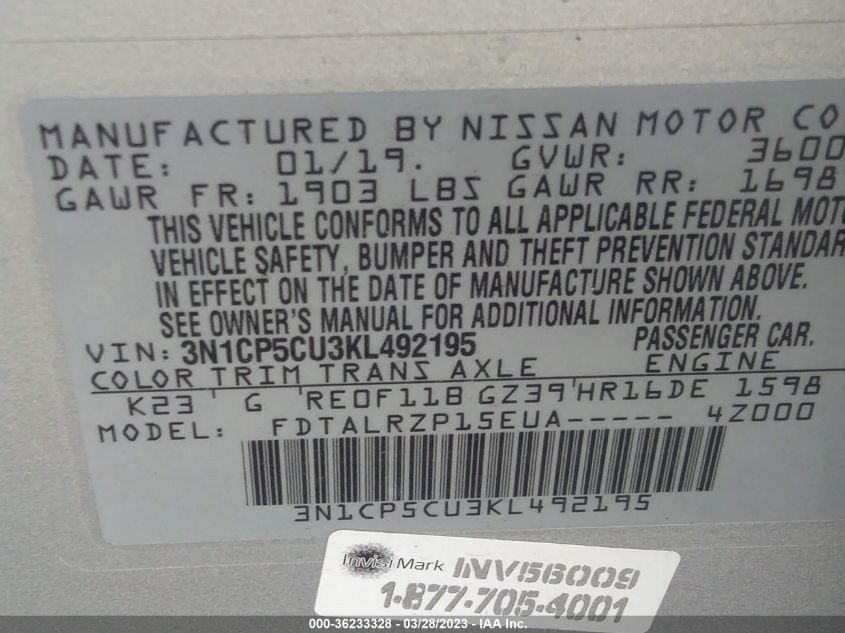 MANUFACTURED BY NISSAN MOTOR CO
DATE: 01/19. GVWR: 3600
GAWR FR: 1903 LBS GAWR RR: 1698
THIS VEHICLE CONFORMS TO ALL APPLICABLE FEDERAL MOT
VEHICLE SAFETY, BUMPER AND THEFT PREVENTION STANDAR
IN EFFECT ON THE DATE OF MANUFACTURE SHOWN ABOVE.
SEE OWNER'S MANUAL FOR ADDITIONAL INFORMATION.
VIN: 3N1CP5CU3KL492195 PASSENGER CAR.
COLOR TRIM TRANS AXLE ENGINE
K23 ' G 'RE0F11B GZ39'HR16DE 1598
MODEL: FDTALRZP15EUA----- 4Z000
3N1CP5CU3KL492195
InvisiMark INV56009
1-877-705-4001
000-36233328 - 03/28/2023 - IAA Inc.